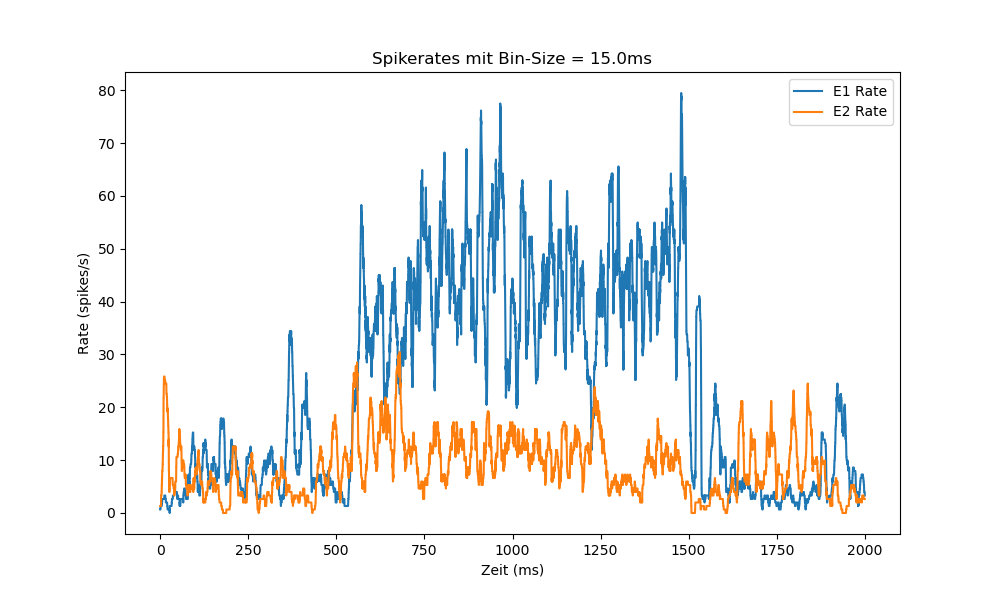 Spikerates mit Bin-Size = 15.0ms
E1 Rate
E2 Rate
Rate (spikes/s)
80
70
60
50
40
30
20
10
0
0 250 500 750 1000 1250 1500 1750 2000
Zeit (ms)